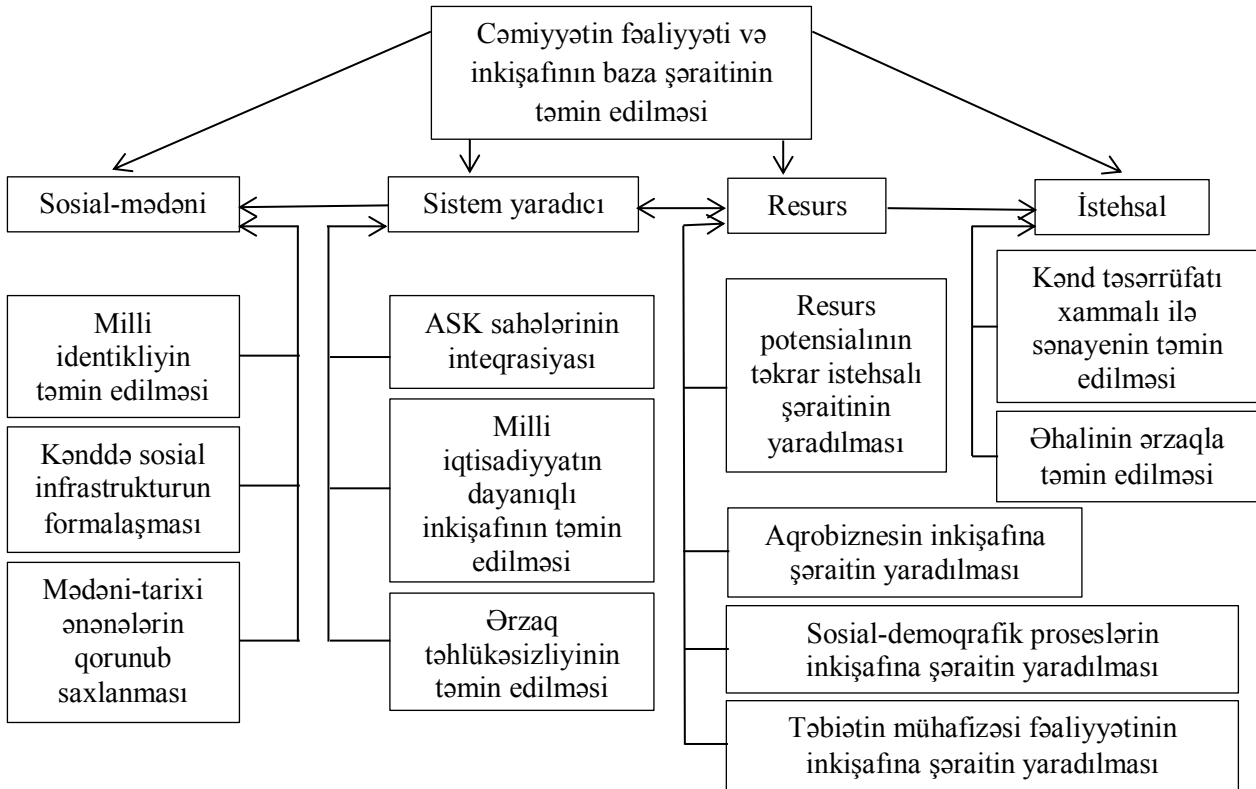 Cəmiyyətin fəaliyyəti və
inkişafının baza şəraitinin
təmin edilməsi
Sosial-mədəni
Sistem yaradıcı
Resurs
İstehsal
Milli
identikliyin
təmin edilməsi
Kənddə sosial
infrastrukturun
formalaşması
Mədəni-tarixi
ənənələrin
qorunub
saxlanması
ASK sahələrinin
inteqrasiyası
Milli
iqtisadiyyatın
dayanıqlı
inkişafının təmin
edilməsi
Ərzaq
təhlükəsizliyinin
təmin edilməsi
Resurs
potensialının
təkrar istehsalı
şəraitinin
yaradılması
Aqrobiznesin inkişafına
şəraitin yaradılması
Sosial-demoqrafik proseslərin
inkişafına şəraitin yaradılması
Təbiətin mühafizəsi fəaliyyətinin
inkişafına şəraitin yaradılması
Kənd təsərrüfatı
xammalı ilə
sənayenin təmin
edilməsi
Əhalinin ərzaqla
təmin edilməsi